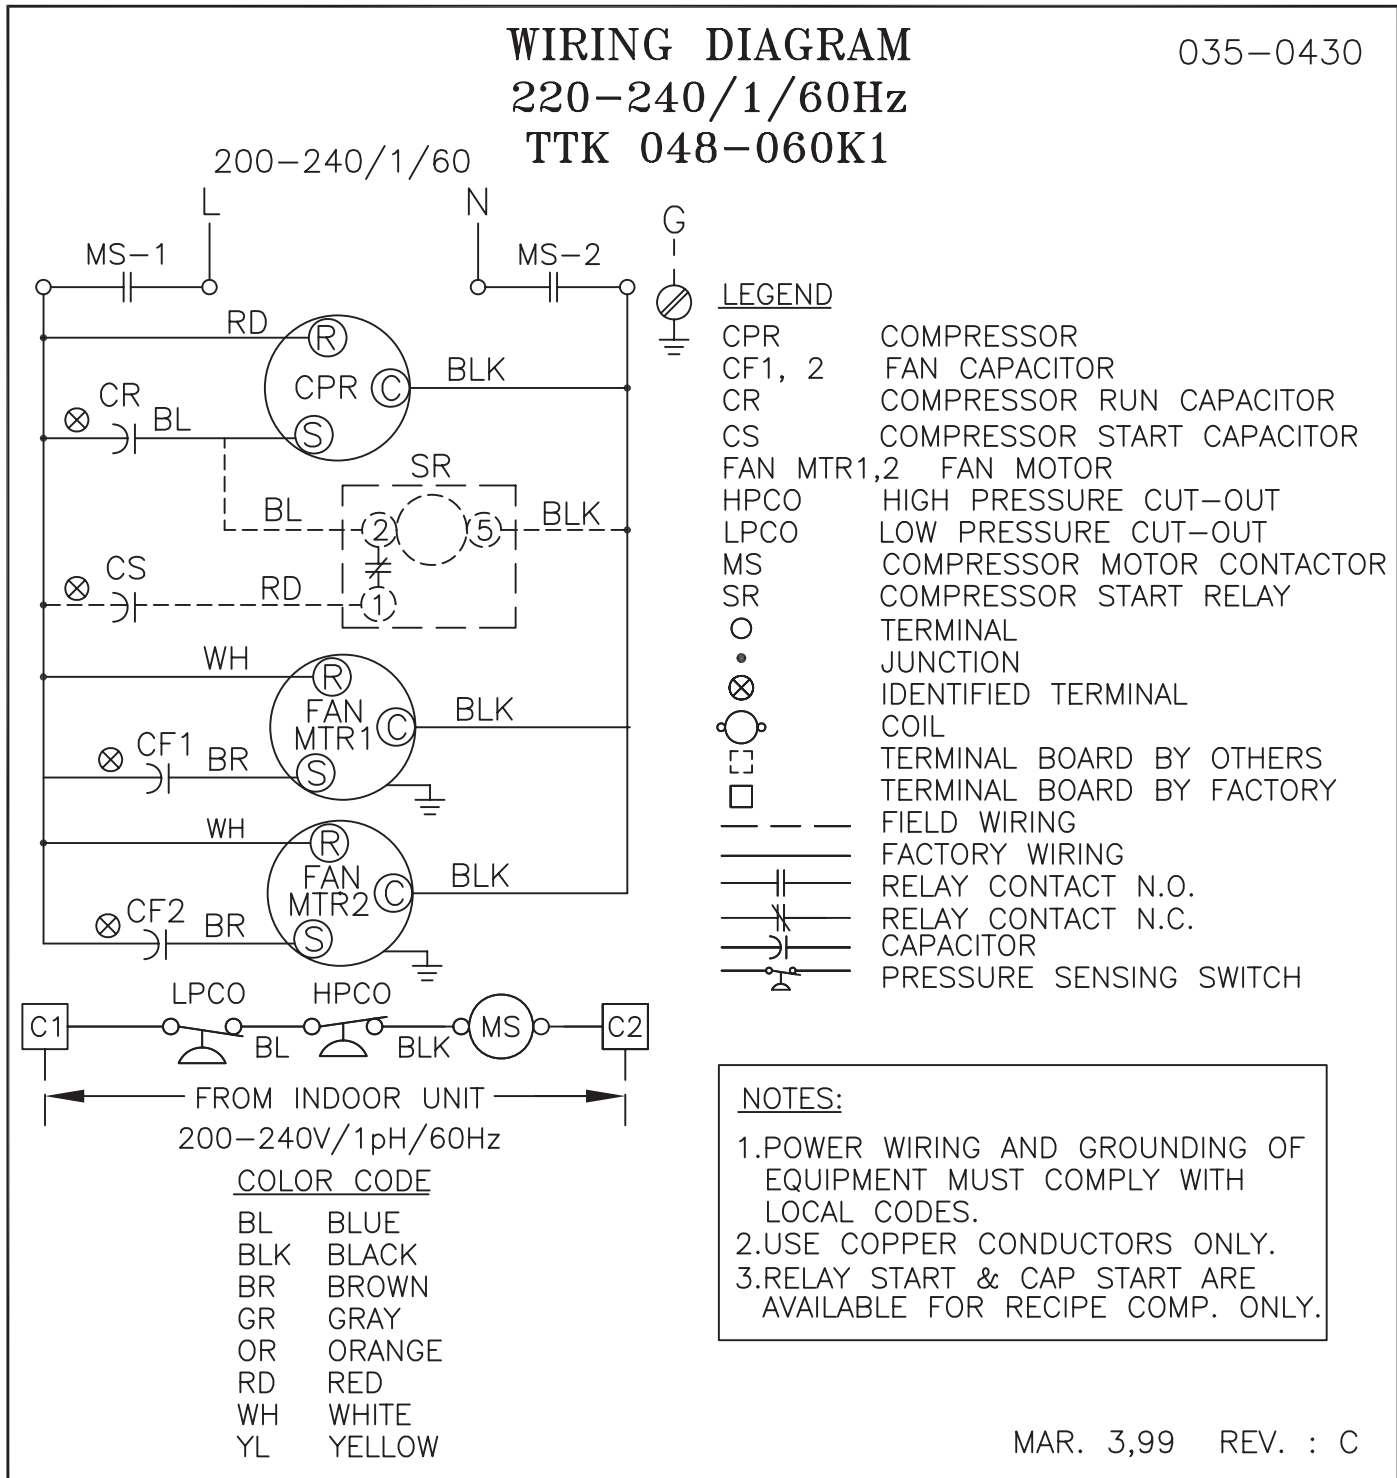 WIRING DIAGRAM
035-0430
220-240/1/60Hz
TTK 048-060K1
200-240/1/60
L
N
G
MS-1
MS-2
LEGEND
CPR COMPRESSOR
CF1, 2 FAN CAPACITOR
CR COMPRESSOR RUN CAPACITOR
CS COMPRESSOR START CAPACITOR
FAN MTR1,2 FAN MOTOR
HPCO HIGH PRESSURE CUT-OUT
LPCO LOW PRESSURE CUT-OUT
MS COMPRESSOR MOTOR CONTACTOR
SR COMPRESSOR START RELAY
TERMINAL
JUNCTION
IDENTIFIED TERMINAL
COIL
TERMINAL BOARD BY OTHERS
TERMINAL BOARD BY FACTORY
FIELD WIRING
FACTORY WIRING
RELAY CONTACT N.O.
RELAY CONTACT N.C.
CAPACITOR
PRESSURE SENSING SWITCH
RD
R
CPR
C
BLK
CR
BL
S
SR
BL
2
5
BLK
CS
RD
1
WH
R
FAN
MTR1
C
BLK
CF1
BR
S
WH
R
FAN
MTR2
C
BLK
CF2
BR
S
LPCO
HPCO
C1
BL
BLK
MS
C2
FROM INDOOR UNIT
200-240V/1pH/60Hz
COLOR CODE
BL BLUE
BLK BLACK
BR BROWN
GR GRAY
OR ORANGE
RD RED
WH WHITE
YL YELLOW
NOTES:
1.POWER WIRING AND GROUNDING OF
EQUIPMENT MUST COMPLY WITH
LOCAL CODES.
2.USE COPPER CONDUCTORS ONLY.
3.RELAY START & CAP START ARE
AVAILABLE FOR RECIPE COMP. ONLY.
MAR. 3,99 REV. : C